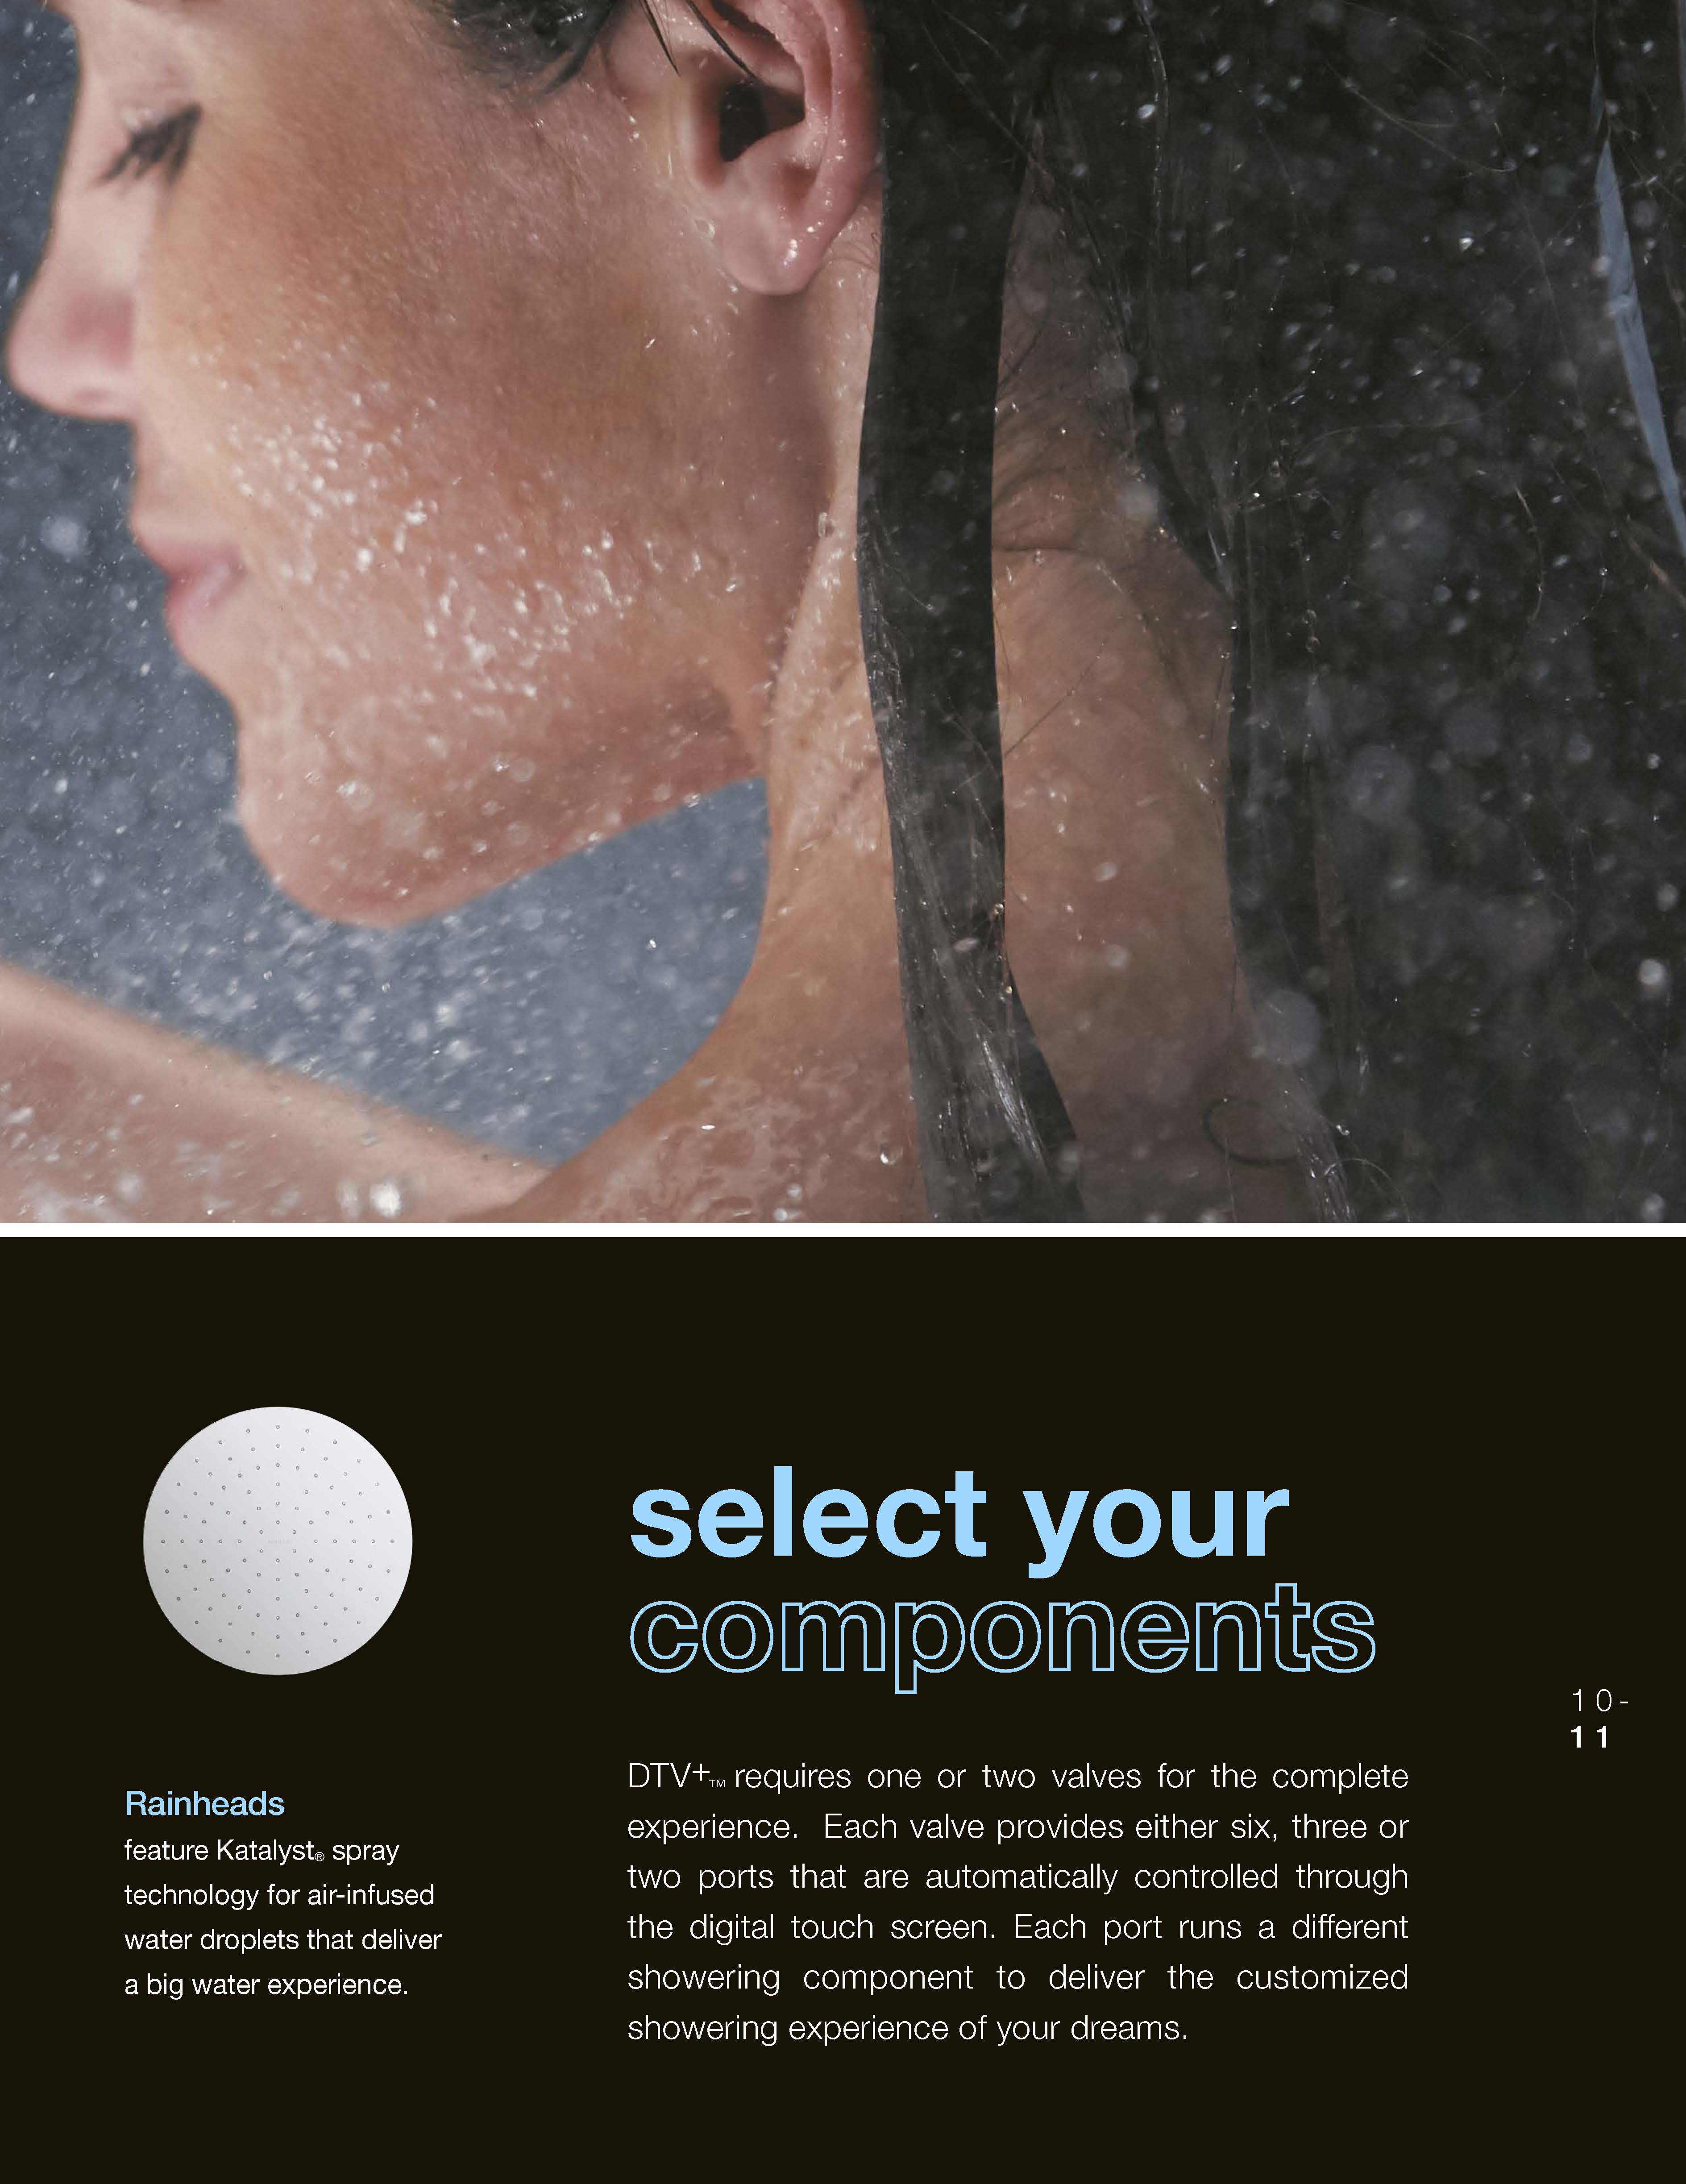 select your
components
DTV+™ requires one or two valves for the complete
experience. Each valve provides either six, three or
two ports that are automatically controlled through
the digital touch screen. Each port runs a different
showering component to deliver the customized
showering experience of your dreams.
Rainheads
feature Katalyst® spray
technology for air-infused
water droplets that deliver
a big water experience.
10-
11